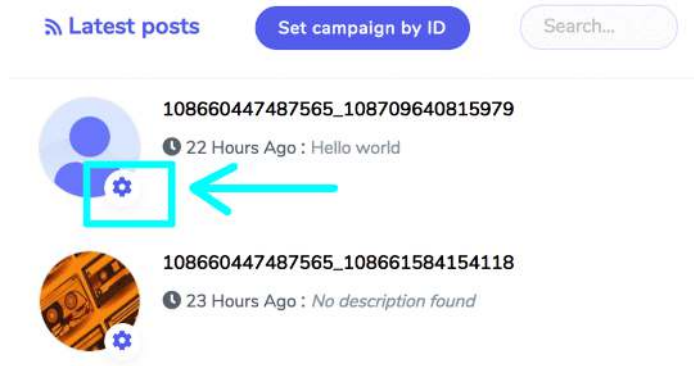 Latest posts
Set campaign by ID
Search...
108660447487565_108709640815979
22 Hours Ago : Hello world
108660447487565_108661584154118
23 Hours Ago : No description found